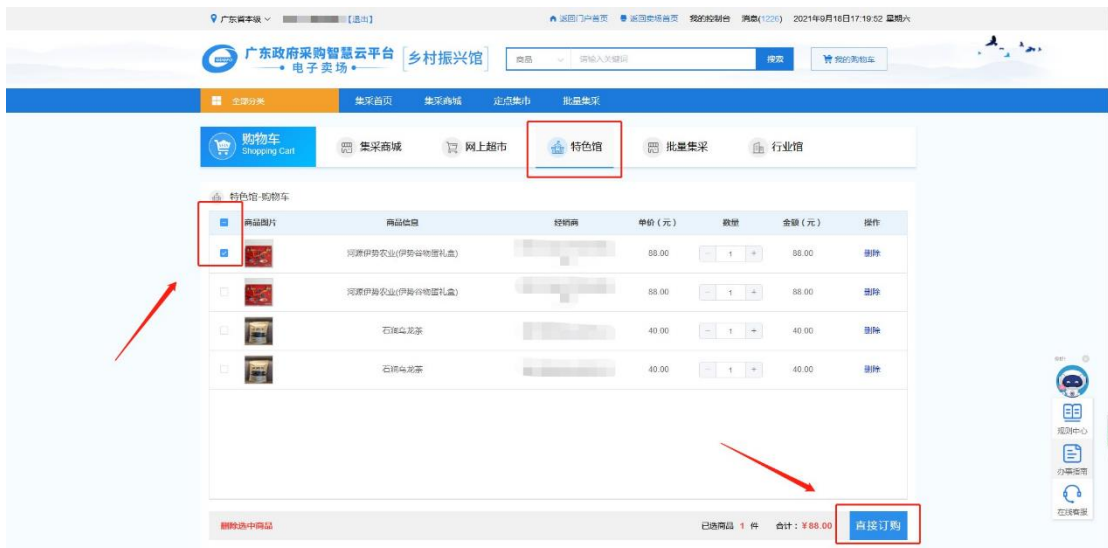 广东省本级 【退出】 返回门户首页 返回卖场首页 我的控制台 消息(1226) 2021年9月18日17:19:52 星期六
广东政府采购智慧云平台
电子卖场
乡村振兴馆
商品 请输入关键词 搜索 我的购物车
全部分类 集采首页 集采商城 定点集市 批量集采
购物车
Shopping Cart
集采商城 网上超市 特色馆 批量集采 行业馆
特色馆-购物车
商品图片 商品信息 经销商 单价（元） 数量 金额（元） 操作
河源伊势农业(伊势谷物蛋礼盒) 88.00 - 1 + 88.00 删除
河源伊势农业(伊势谷物蛋礼盒) 88.00 - 1 + 88.00 删除
石润乌龙茶 40.00 - 1 + 40.00 删除
石润乌龙茶 40.00 - 1 + 40.00 删除
规则中心
办事指南
在线客服
删除选中商品 已选商品 1 件 合计：¥88.00 直接订购